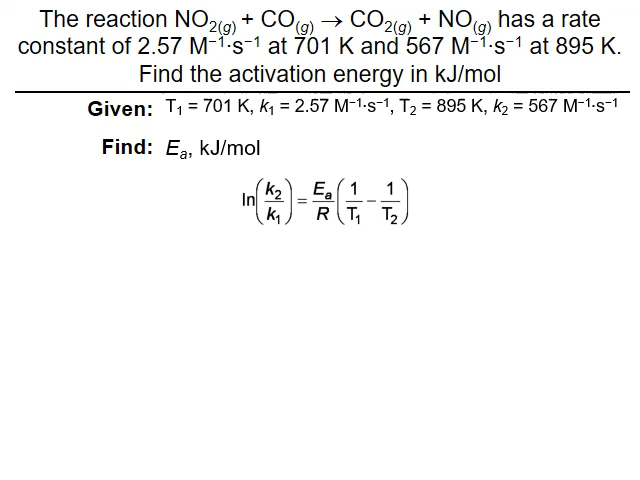 The reaction NO₂₍g₎ + CO₍g₎ → CO₂₍g₎ + NO₍g₎ has a rate
constant of 2.57 M⁻¹·s⁻¹ at 701 K and 567 M⁻¹·s⁻¹ at 895 K.
Find the activation energy in kJ/mol
Given: T₁ = 701 K, k₁ = 2.57 M⁻¹·s⁻¹, T₂ = 895 K, k₂ = 567 M⁻¹·s⁻¹
Find: Eₐ, kJ/mol
ln(k₂/k₁) = Eₐ/R (1/T₁ − 1/T₂)